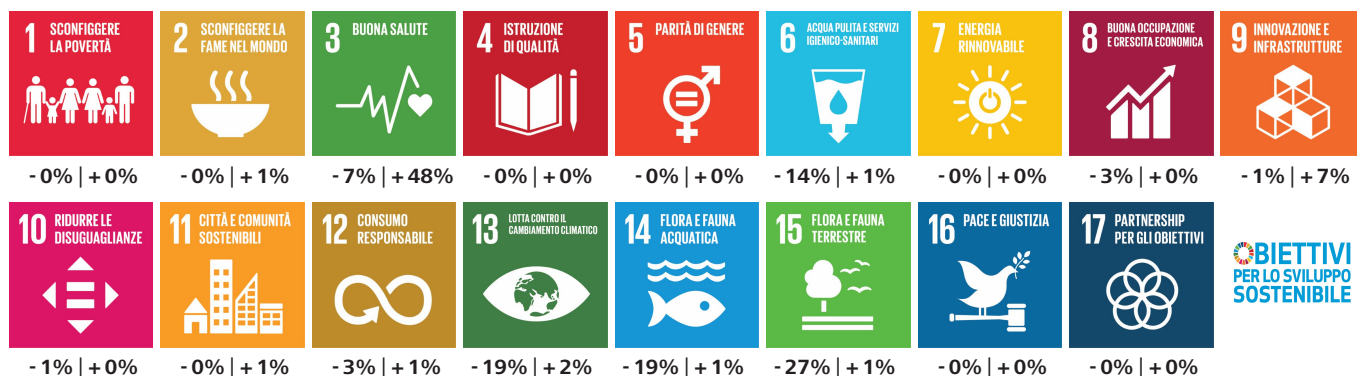 1 SCONFIGGERE
LA POVERTÀ
2 SCONFIGGERE LA
FAME NEL MONDO
3 BUONA SALUTE
4 ISTRUZIONE
DI QUALITÀ
5 PARITÀ DI GENERE
6 ACQUA PULITA E SERVIZI
IGIENICO-SANITARI
7 ENERGIA
RINNOVABILE
8 BUONA OCCUPAZIONE
E CRESCITA ECONOMICA
9 INNOVAZIONE E
INFRASTRUTTURE
-0% | +0%
-0% | +1%
-7% | +48%
-0% | +0%
-0% | +0%
-14% | +1%
-0% | +0%
-3% | +0%
-1% | +7%
10 RIDURRE LE
DISUGUAGLIANZE
11 CITTÀ E COMUNITÀ
SOSTENIBILI
12 CONSUMO
RESPONSABILE
13 LOTTA CONTRO IL
CAMBIAMENTO CLIMATICO
14 FLORA E FAUNA
ACQUATICA
15 FLORA E FAUNA
TERRESTRE
16 PACE E GIUSTIZIA
17 PARTNERSHIP
PER GLI OBIETTIVI
OBIETTIVI
PER LO SVILUPPO
SOSTENIBILE
-1% | +0%
-0% | +1%
-3% | +1%
-19% | +2%
-19% | +1%
-27% | +1%
-0% | +0%
-0% | +0%